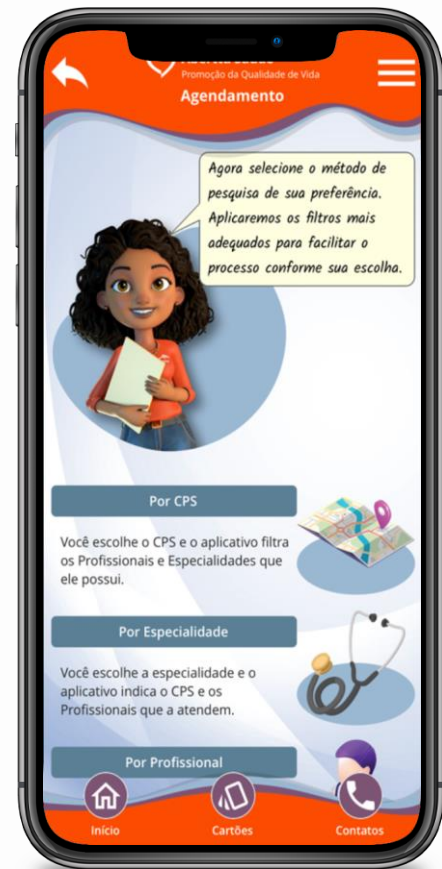 Promoção da Qualidade de Vida
Agendamento
Agora selecione o método de
pesquisa de sua preferência.
Aplicaremos os filtros mais
adequados para facilitar o
processo conforme sua escolha.
Por CPS
Você escolhe o CPS e o aplicativo filtra
os Profissionais e Especialidades que
ele possui.
Por Especialidade
Você escolhe a especialidade e o
aplicativo indica o CPS e os
Profissionais que a atendem.
Por Profissional
Início
Cartões
Contatos